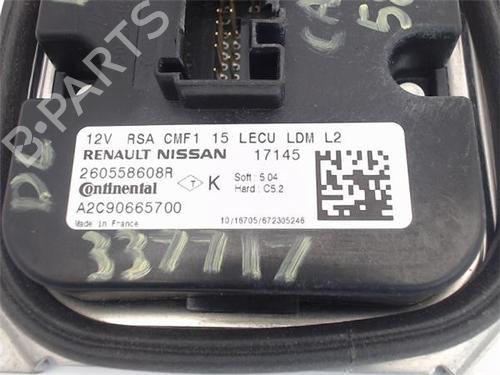 B-PARTS
12V RSA CMF1 15 LECU LDM L2
RENAULT NISSAN 17145
260558608R
Continental T K Soft : 5.04
Hard : C5.2
A2C90665700
Made in France 10/16705/672305246
337717